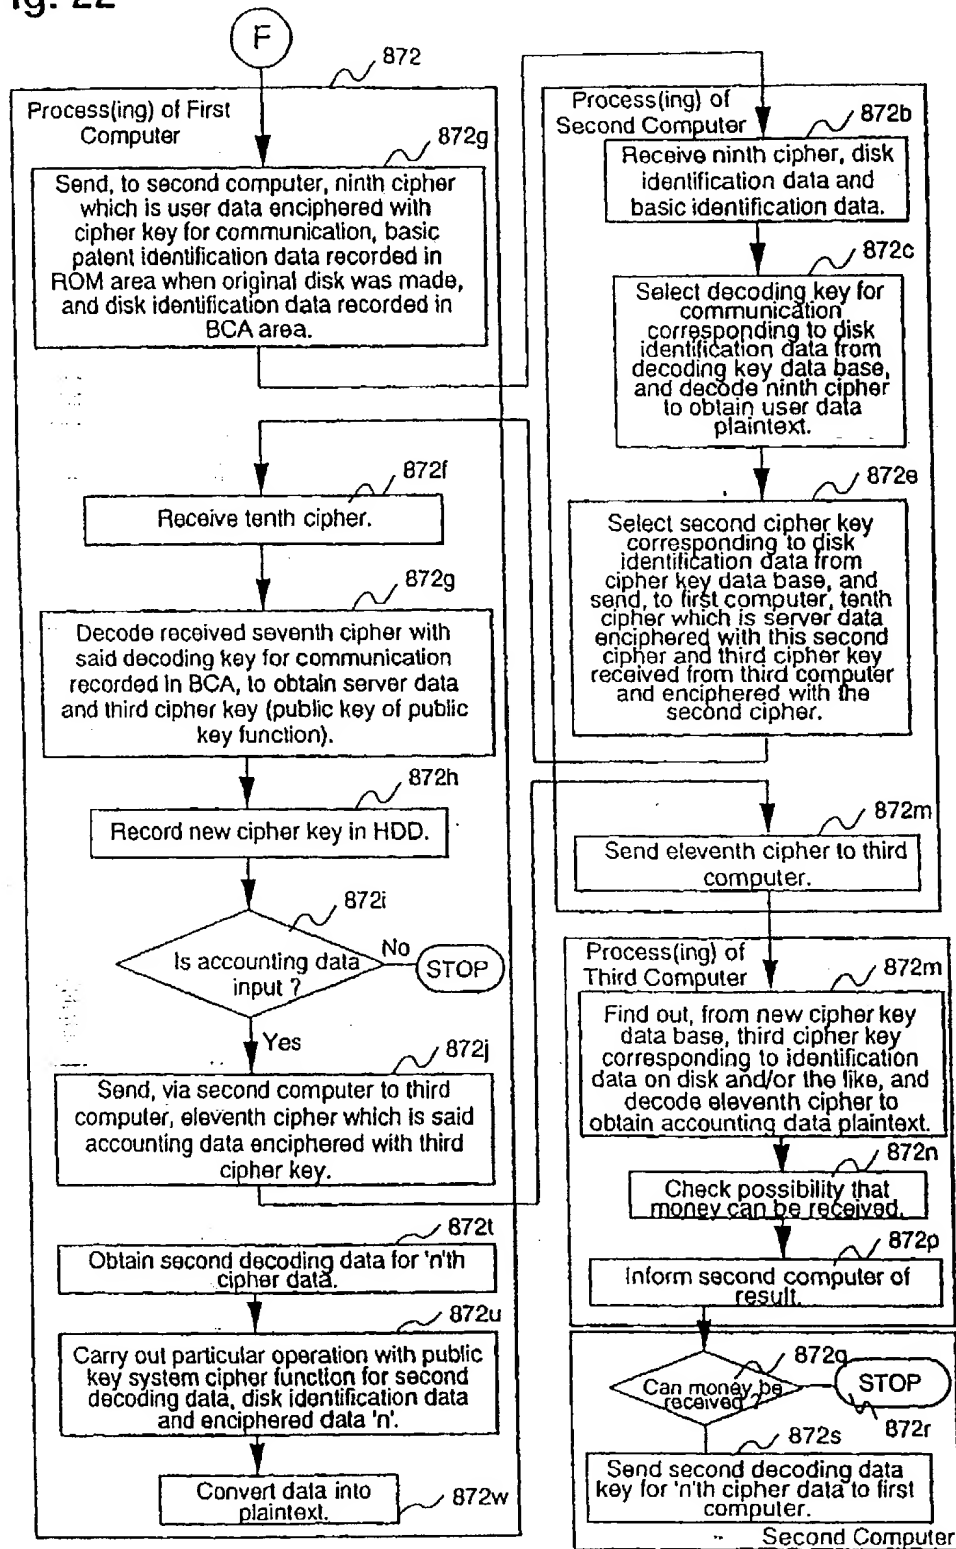 ig. 22
F
872
Process(ing) of First
Computer
872g
Send, to second computer, ninth cipher
which is user data enciphered with
cipher key for communication, basic
patent identification data recorded in
ROM area when original disk was made,
and disk identification data recorded in
BCA area.
872f
Receive tenth cipher.
872g
Decode received seventh cipher with
said decoding key for communication
recorded in BCA, to obtain server data
and third cipher key (public key of public
key function).
872h
Record new cipher key in HDD.
872i
Is accounting data
input ?
No
STOP
Yes
872j
Send, via second computer to third
computer, eleventh cipher which is said
accounting data enciphered with third
cipher key.
872t
Obtain second decoding data for 'n'th
cipher data.
872u
Carry out particular operation with public
key system cipher function for second
decoding data, disk identification data
and enciphered data 'n'.
Convert data into
plaintext.
872w
Process(ing) of
Second Computer
872b
Receive ninth cipher, disk
identification data and
basic identification data.
872c
Select decoding key for
communication
corresponding to disk
identification data from
decoding key data base,
and decode ninth cipher
to obtain user data
plaintext.
872e
Select second cipher key
corresponding to disk
identification data from
cipher key data base, and
send, to first computer, tenth
cipher which is server data
enciphered with this second
cipher and third cipher key
received from third computer
and enciphered with the
second cipher.
872m
Send eleventh cipher to third
computer.
Process(ing) of
Third Computer
872m
Find out, from new cipher key
data base, third cipher key
corresponding to identification
data on disk and/or the like, and
decode eleventh cipher to
obtain accounting data plaintext.
872n
Check possibility that
money can be received.
872p
Inform second computer of
result.
872q
Can money be
received ?
STOP
872r
872s
Send second decoding data
key for 'n'th cipher data to first
computer.
Second Computer